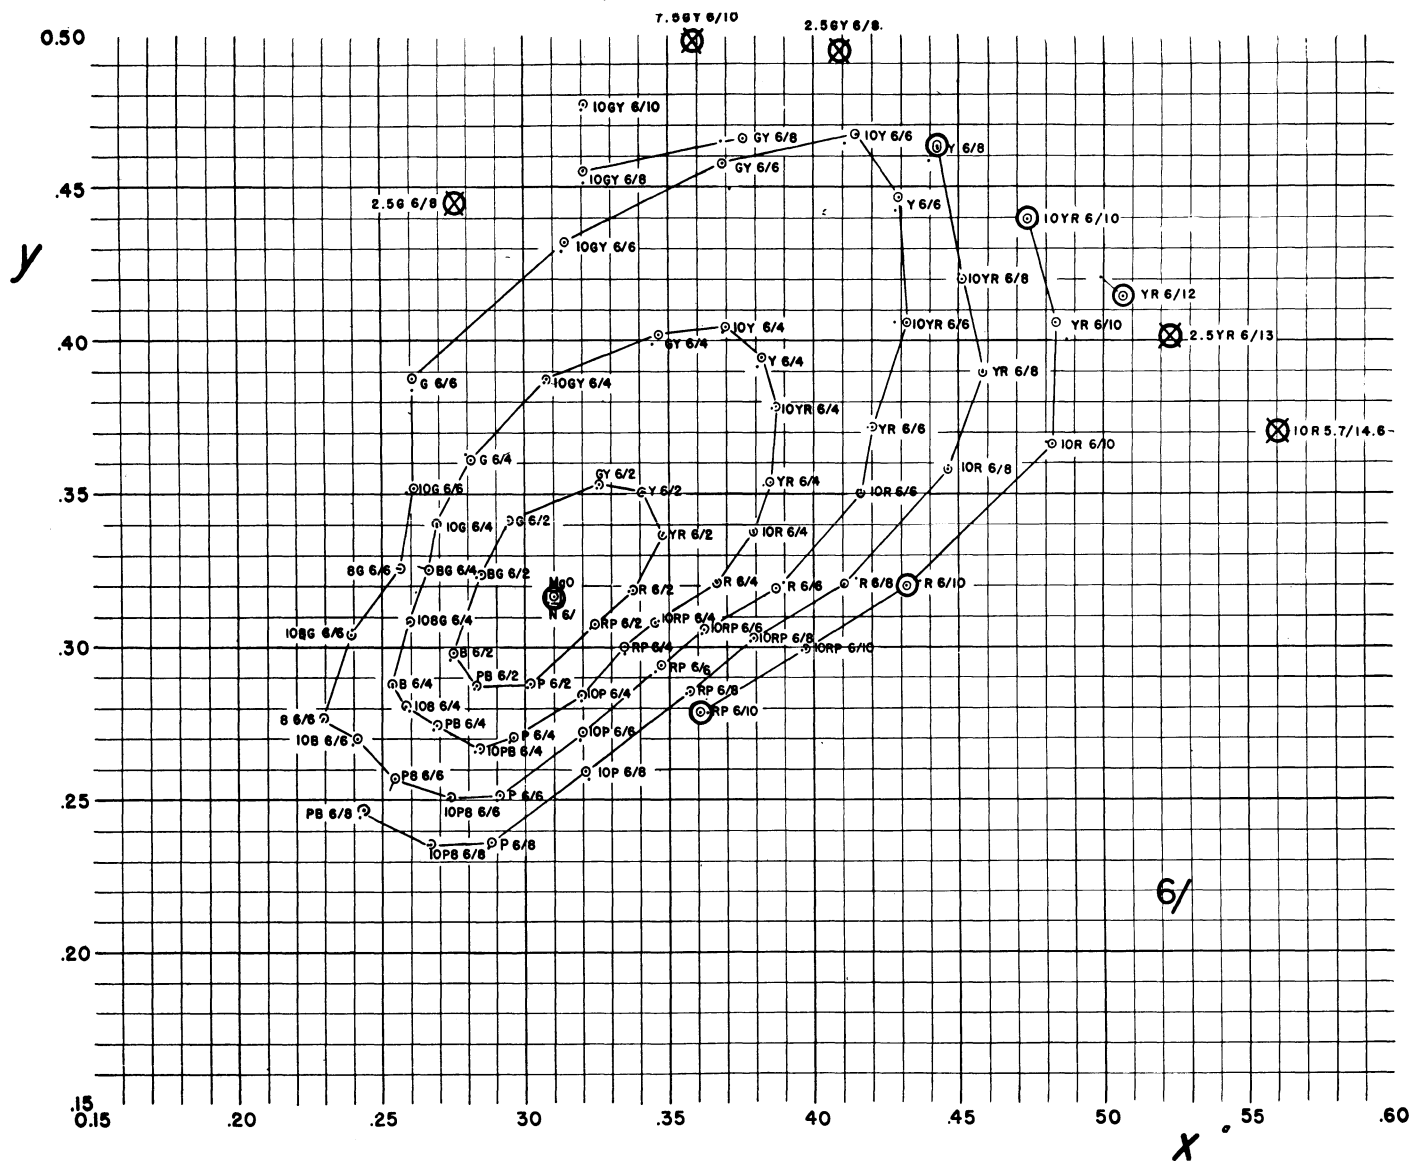 7.5GY 6/10
2.5GY 6/8.
0.50
10GY 6/10
GY 6/8
10Y 6/6
Y 6/8
GY 6/6
10GY 6/8
.45
2.5G 6/8
Y 6/6
10YR 6/10
y
10GY 6/6
10YR 6/8
YR 6/12
10Y 6/4
10YR 6/6
YR 6/10
2.5YR 6/13
.40
GY 6/4
Y 6/4
YR 6/8
G 6/6
10GY 6/4
10YR 6/4
YR 6/6
10R 5.7/14.6
10R 6/10
G 6/4
10R 6/8
GY 6/2
YR 6/4
10G 6/6
Y 6/2
10R 6/6
.35
10G 6/4
G 6/2
YR 6/2
10R 6/4
BG 6/6
BG 6/4
BG 6/2
MgO
R 6/2
R 6/4
R 6/6
R 6/8
R 6/10
N 6/
10BG 6/4
RP 6/2
10RP 6/4
10RP 6/6
10BG 6/6
10RP 6/8
.30
B 6/2
RP 6/4
10RP 6/10
RP 6/6
PB 6/2
B 6/4
P 6/2
10P 6/4
RP 6/8
10B 6/4
RP 6/10
B 6/6
PB 6/4
10B 6/6
P 6/4
10P 6/6
10PB 6/4
PB 6/6
10P 6/8
.25
P 6/6
PB 6/8
10PB 6/6
P 6/8
10PB 6/8
6/
.20
.15
0.15 .20 .25 .30 .35 40 .45 50 55 .60
x